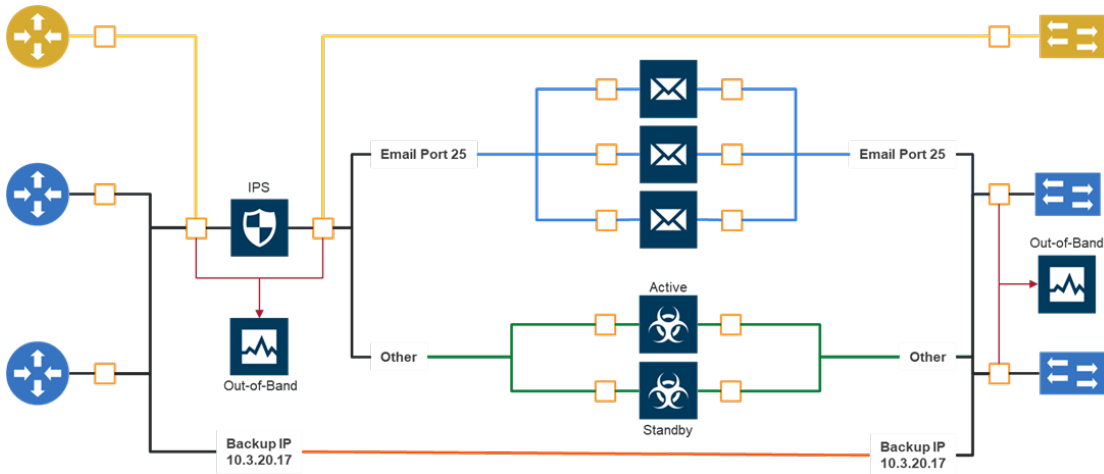 Email Port 25
Email Port 25
IPS
Out-of-Band
Active
Out-of-Band
Other
Other
Standby
Backup IP
10.3.20.17
Backup IP
10.3.20.17